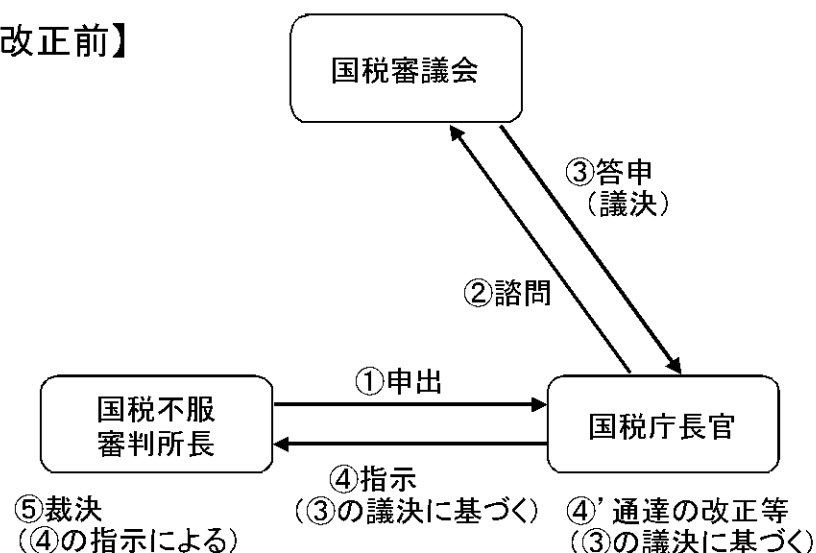 改正前】
国税審議会
③答申
（議決）
②諮問
①申出
国税不服
審判所長
国税庁長官
④指示
（③の議決に基づく）
⑤裁決
（④の指示による）
④’通達の改正等
（③の議決に基づく）